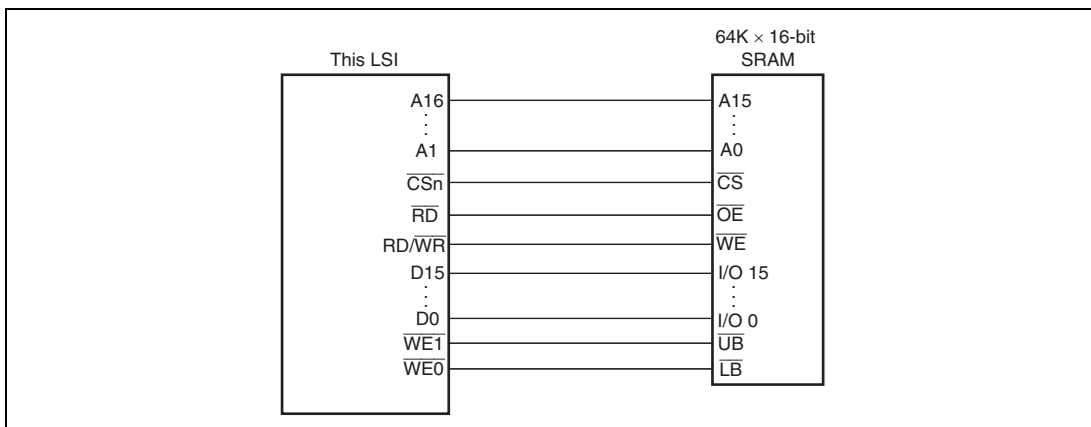 64K × 16-bit
This LSI
SRAM
A16
A15
A1
A0
CSn
CS
RD
OE
RD/WR
WE
D15
I/O 15
D0
I/O 0
WE1
UB
WE0
LB